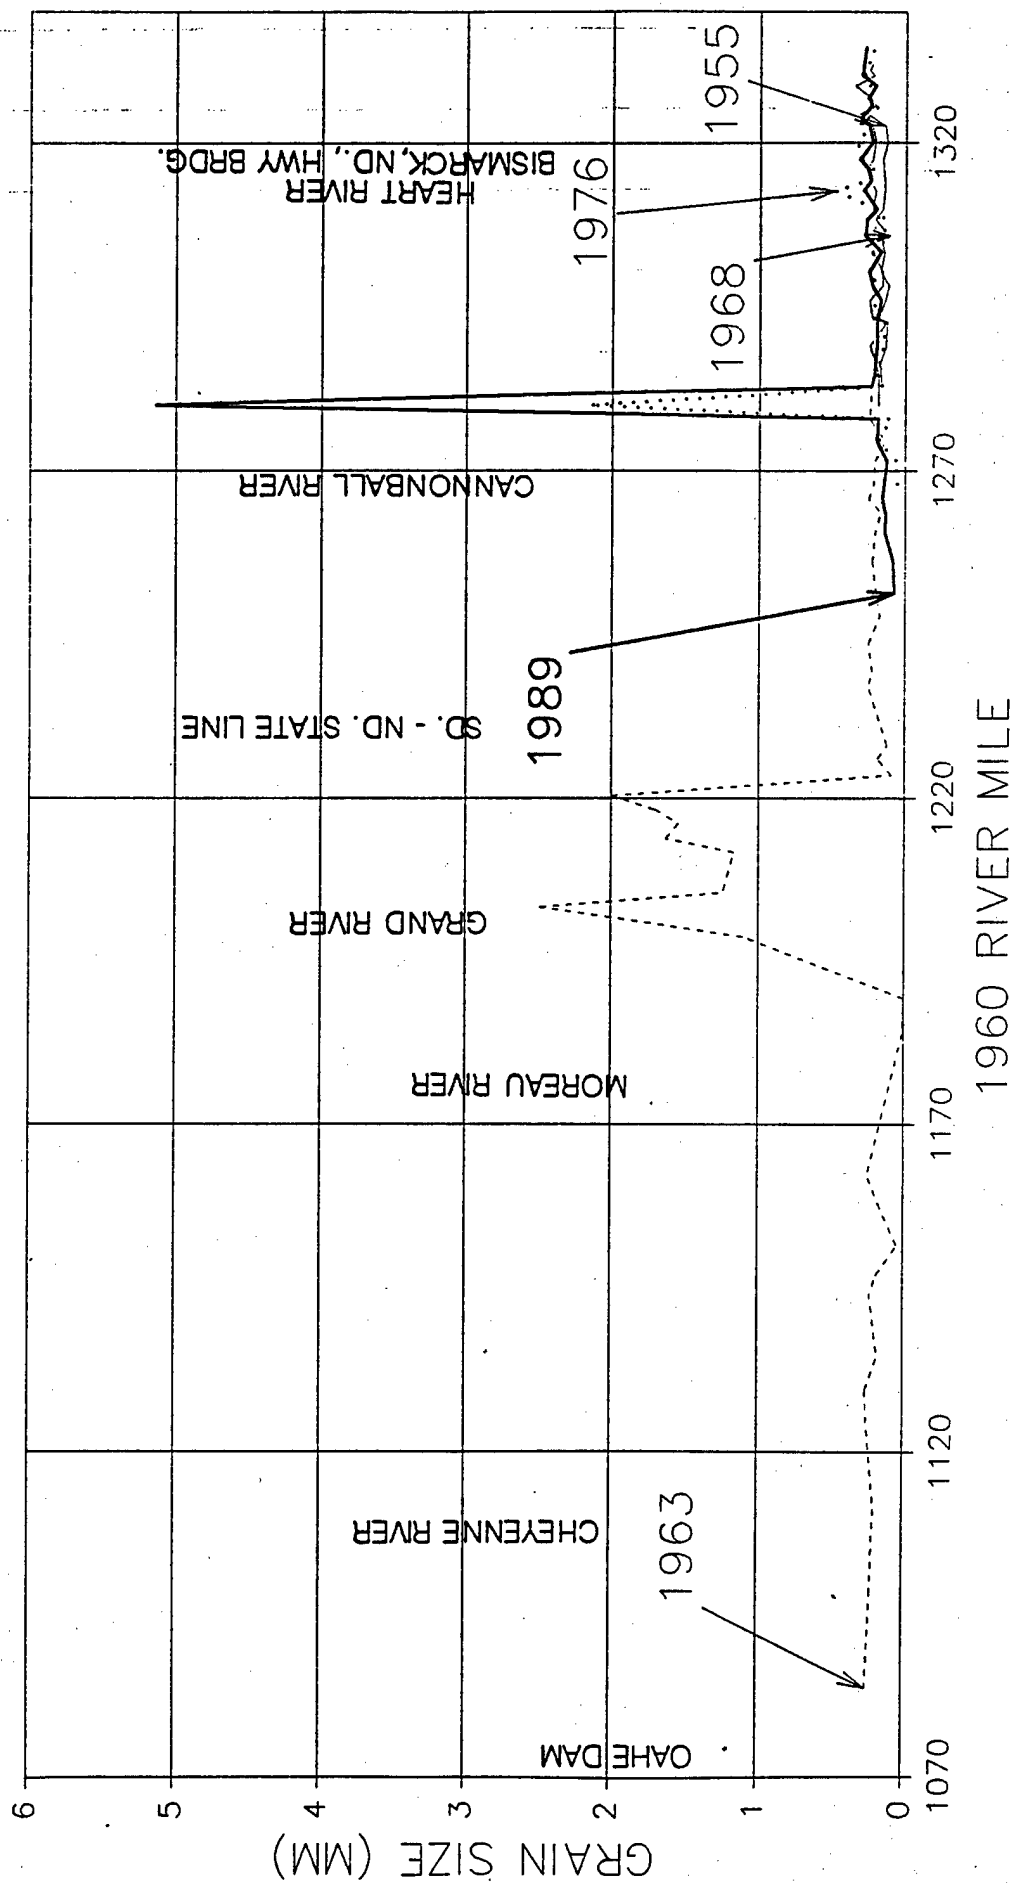 6
5
4
3
2
1
0
GRAIN SIZE (MM)
1070
1120
1170
1220
1270
1320
1960 RIVER MILE
OAHE DAM
CHEYENNE RIVER
MOREAU RIVER
GRAND RIVER
SD. - ND. STATE LINE
CANNONBALL RIVER
HEART RIVER
BISMARCK, ND., HWY BRDG.
1963
1989
1968
1976
1955